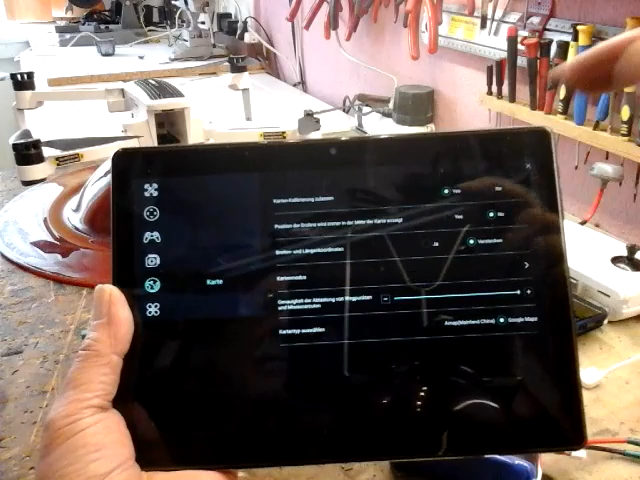 Karten-Kalibrierung zulassen
Yes
No
Position der Drohne wird immer in der Mitte der Karte anzeigt
Yes
No
Breiten- und Längenkoordinaten
Ja
Verstecken
Karte
Kartenmodus
Genauigkeit der Abbildung von Wegpunkten
und Missionsrouten
Kartentyp auswählen
Amap(Mainland China)
Google Maps